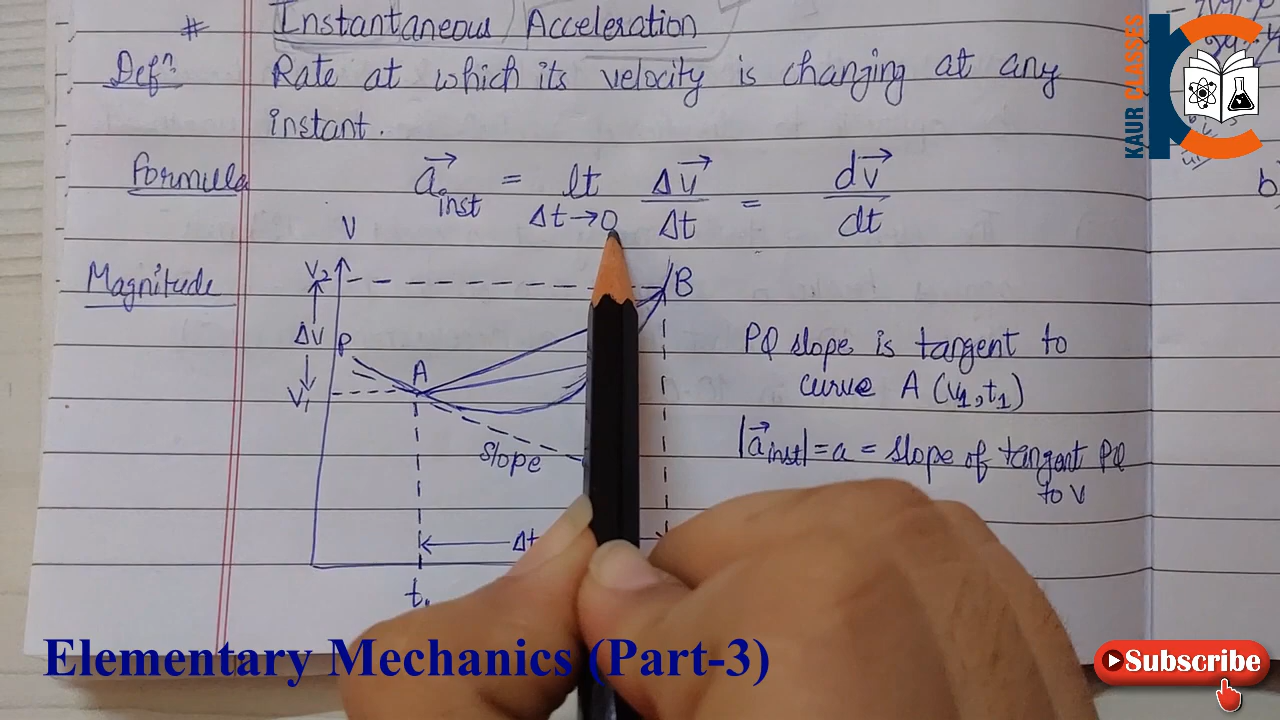 # Instantaneous Acceleration
Defⁿ Rate at which its velocity is changing at any
instant.
Formula a⃗inst = lt Δt→0 Δv⃗/Δt = dv⃗/dt
V
Magnitude
V₂
B
ΔV
P
A
V₁
slope
Δt
t₁
PQ slope is tangent to
curve A (v₁,t₁)
|a⃗inst| = a = slope of tangent PQ
to v
b
KAUR CLASSES
Elementary Mechanics (Part-3)
Subscribe